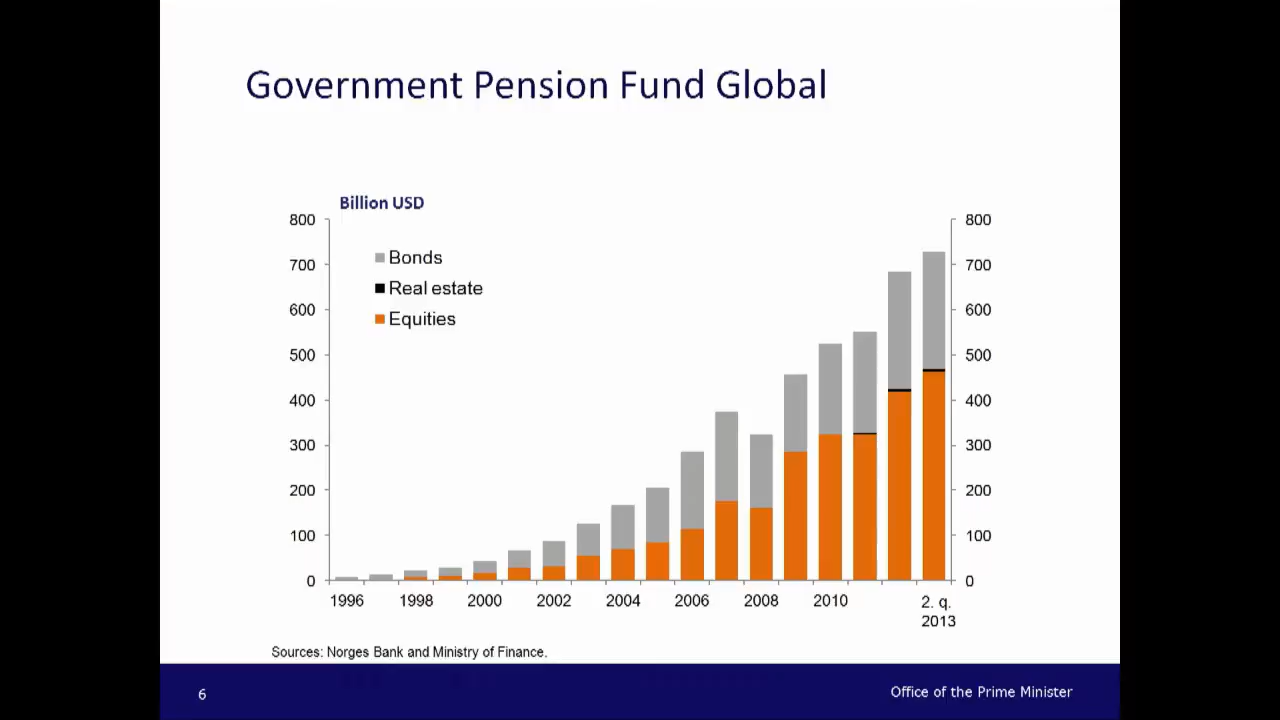 Government Pension Fund Global
Billion USD
800 800
Bonds
700 700
Real estate
600 600
Equities
500 500
400 400
300 300
200 200
100 100
0 0
1996 1998 2000 2002 2004 2006 2008 2010 2. q.
2013
Sources: Norges Bank and Ministry of Finance.
6 Office of the Prime Minister